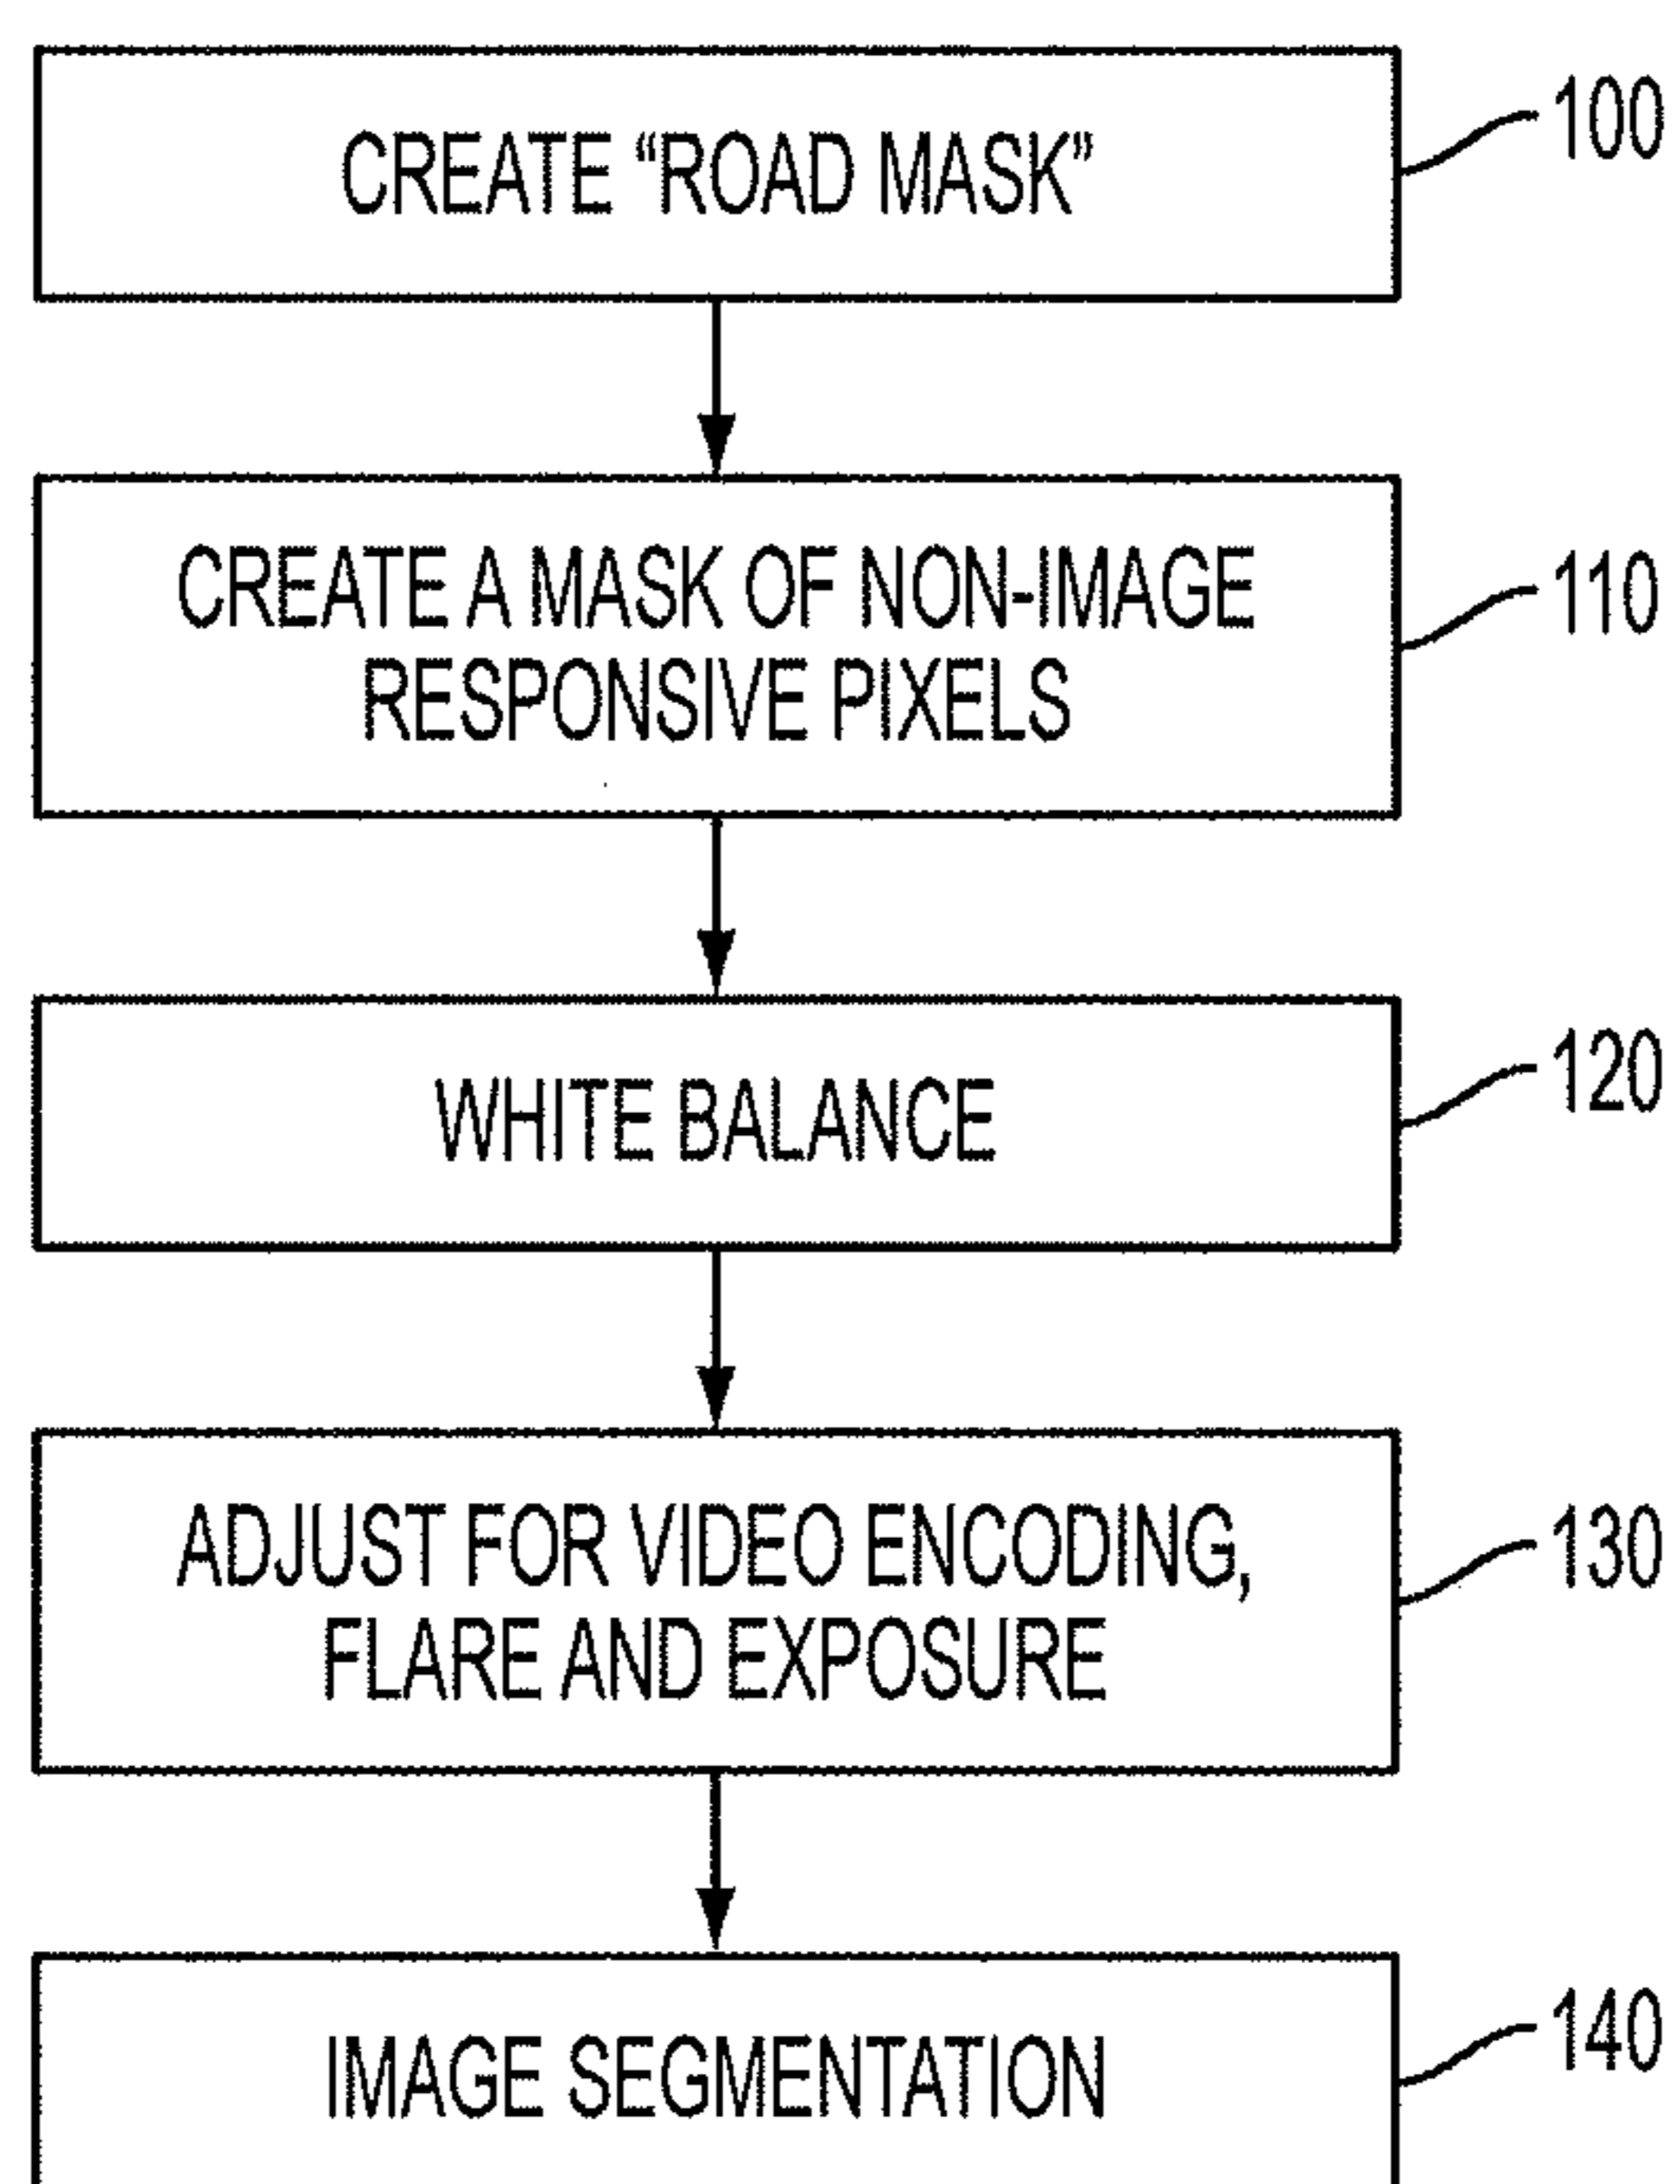 CREATE “ROAD MASK”
100
CREATE A MASK OF NON-IMAGE
RESPONSIVE PIXELS
110
WHITE BALANCE
120
ADJUST FOR VIDEO ENCODING,
FLARE AND EXPOSURE
130
IMAGE SEGMENTATION
140